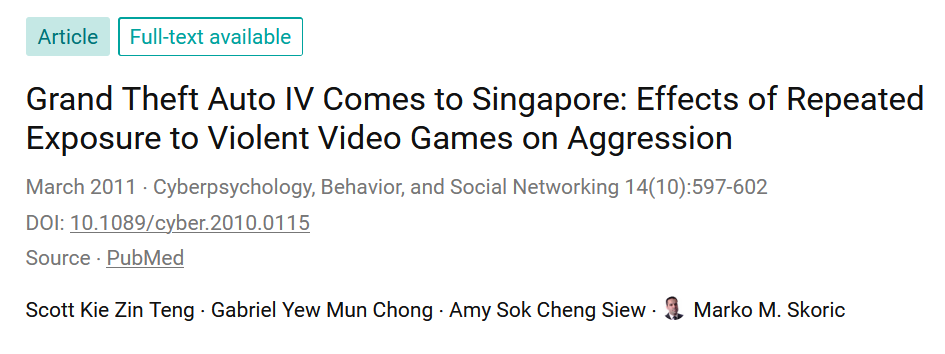 Article Full-text available
Grand Theft Auto IV Comes to Singapore: Effects of Repeated
Exposure to Violent Video Games on Aggression
March 2011 · Cyberpsychology, Behavior, and Social Networking 14(10):597-602
DOI: 10.1089/cyber.2010.0115
Source · PubMed
Scott Kie Zin Teng · Gabriel Yew Mun Chong · Amy Sok Cheng Siew · Marko M. Skoric